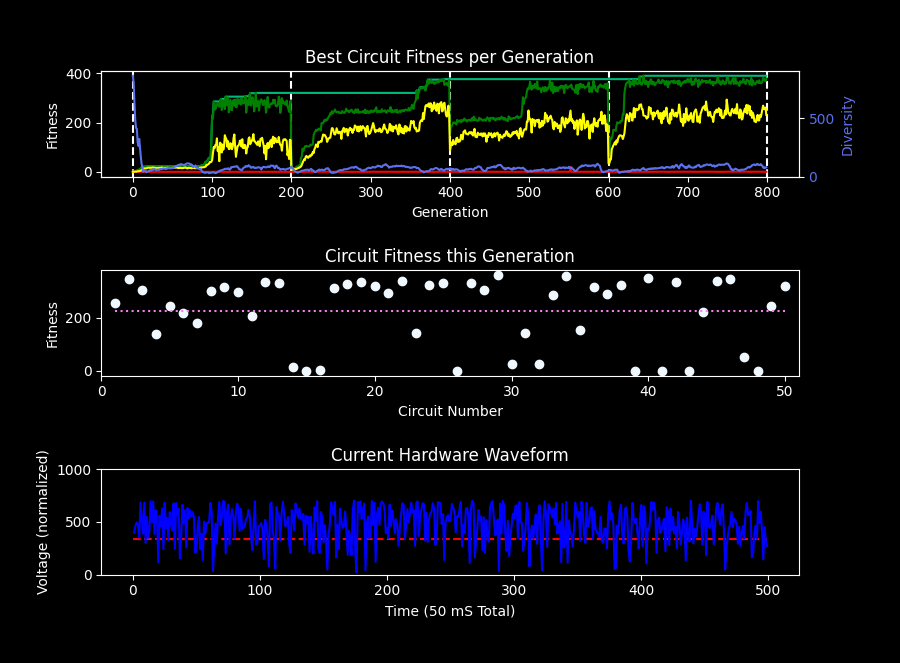 Best Circuit Fitness per Generation
400
200
0
Fitness
500
0
Diversity
0 100 200 300 400 500 600 700 800
Generation
Circuit Fitness this Generation
200
0
Fitness
0 10 20 30 40 50
Circuit Number
Current Hardware Waveform
1000
500
0
Voltage (normalized)
0 100 200 300 400 500
Time (50 mS Total)